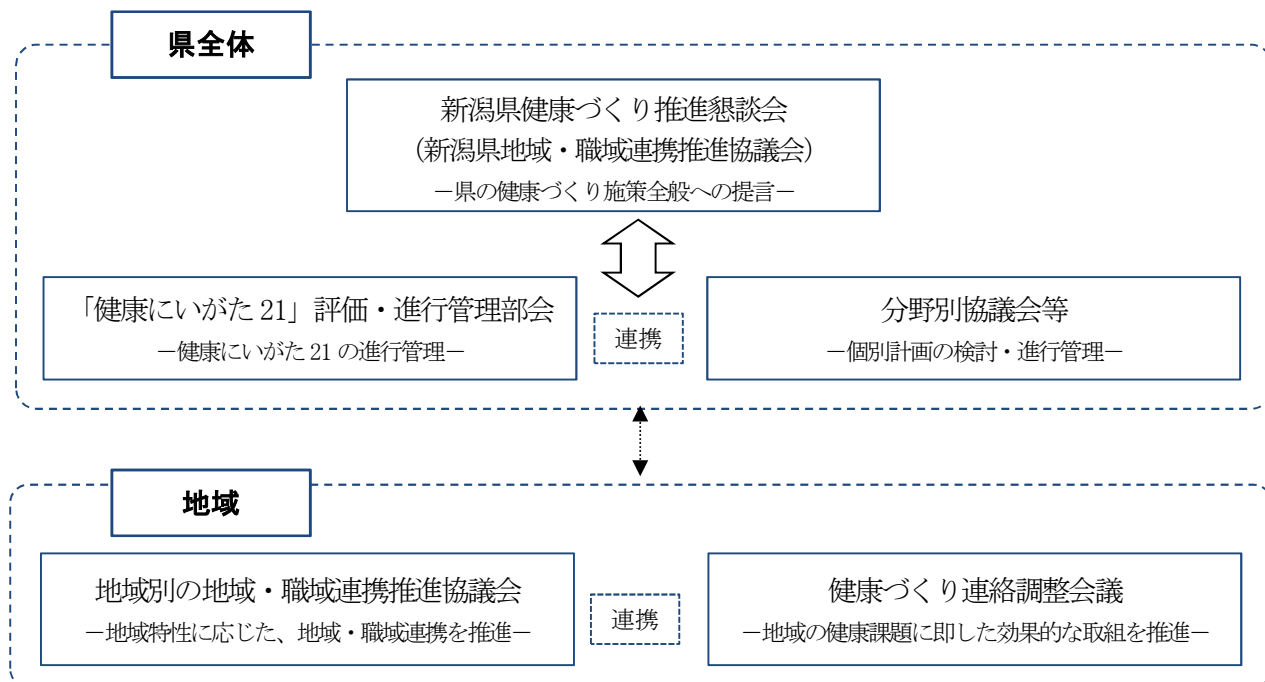 県全体
新潟県健康づくり推進懇談会
(新潟県地域・職域連携推進協議会)
－県の健康づくり施策全般への提言－
「健康にいがた 21」評価・進行管理部会
－健康にいがた 21 の進行管理－
連携
分野別協議会等
－個別計画の検討・進行管理－
地域
地域別の地域・職域連携推進協議会
－地域特性に応じた、地域・職域連携を推進－
連携
健康づくり連絡調整会議
－地域の健康課題に即した効果的な取組を推進－